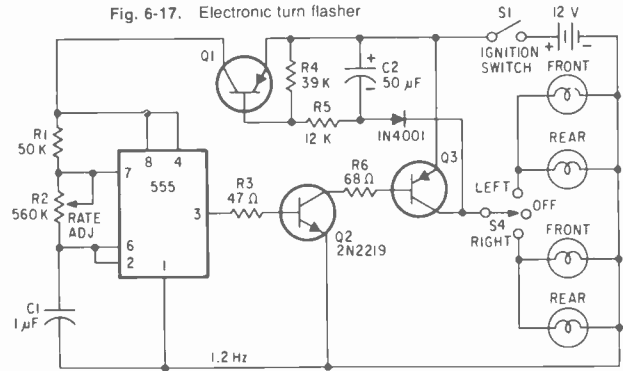 Fig. 6-17. Electronic turn flasher
S1
12 V
+ -
IGNITION
SWITCH
FRONT
Q1
R4
39 K
+
-
C2
50 µF
R5
12 K
1N4001
R1
50 K
8 4
7
555
R2
560K
RATE
ADJ
3
R3
47 Ω
R6
68 Ω
Q3
REAR
LEFT
OFF
S4
RIGHT
6
2
1
Q2
2N2219
FRONT
C1
1 µF
REAR
1.2 Hz